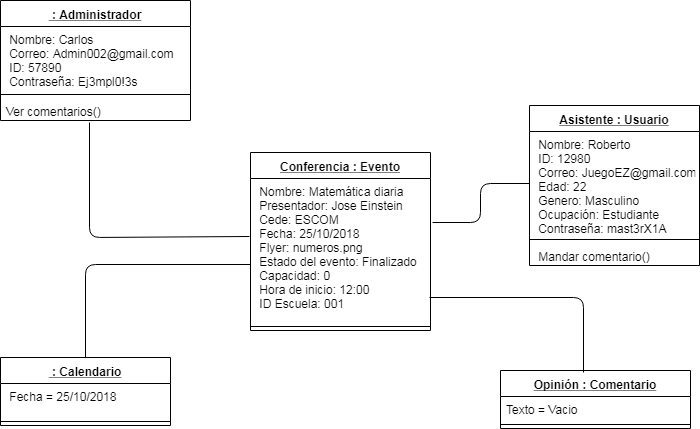 : Administrador
Nombre: Carlos
Correo: Admin002@gmail.com
ID: 57890
Contraseña: Ej3mpl0!3s
Ver comentarios()
Asistente : Usuario
Nombre: Roberto
ID: 12980
Correo: JuegoEZ@gmail.com
Edad: 22
Genero: Masculino
Ocupación: Estudiante
Contraseña: mast3rX1A
Mandar comentario()
Conferencia : Evento
Nombre: Matemática diaria
Presentador: Jose Einstein
Cede: ESCOM
Fecha: 25/10/2018
Flyer: numeros.png
Estado del evento: Finalizado
Capacidad: 0
Hora de inicio: 12:00
ID Escuela: 001
: Calendario
Fecha = 25/10/2018
Opinión : Comentario
Texto = Vacio